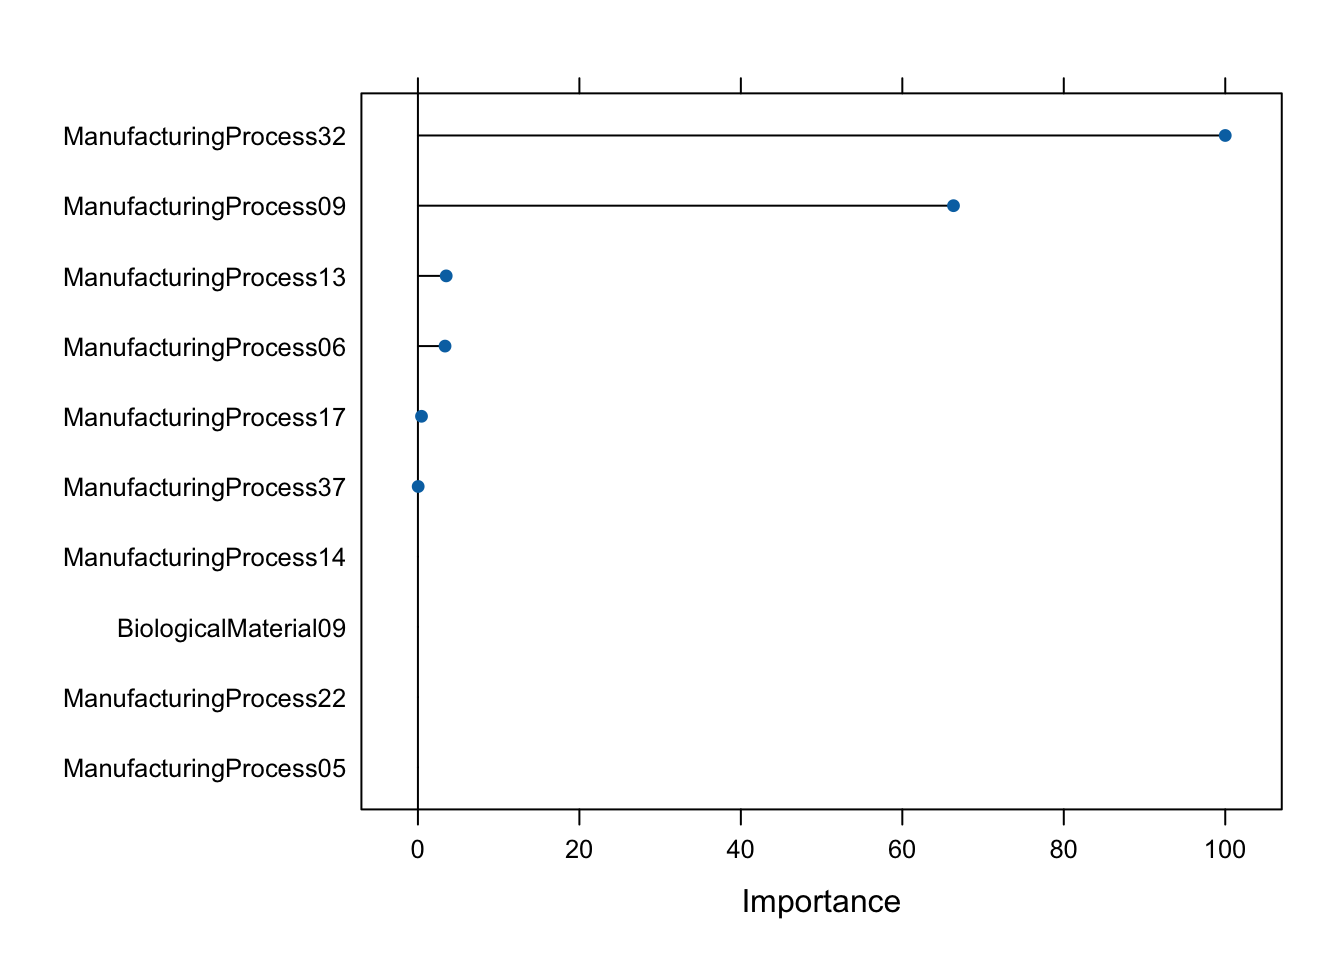 ManufacturingProcess32
ManufacturingProcess09
ManufacturingProcess13
ManufacturingProcess06
ManufacturingProcess17
ManufacturingProcess37
ManufacturingProcess14
BiologicalMaterial09
ManufacturingProcess22
ManufacturingProcess05
0 20 40 60 80 100
Importance